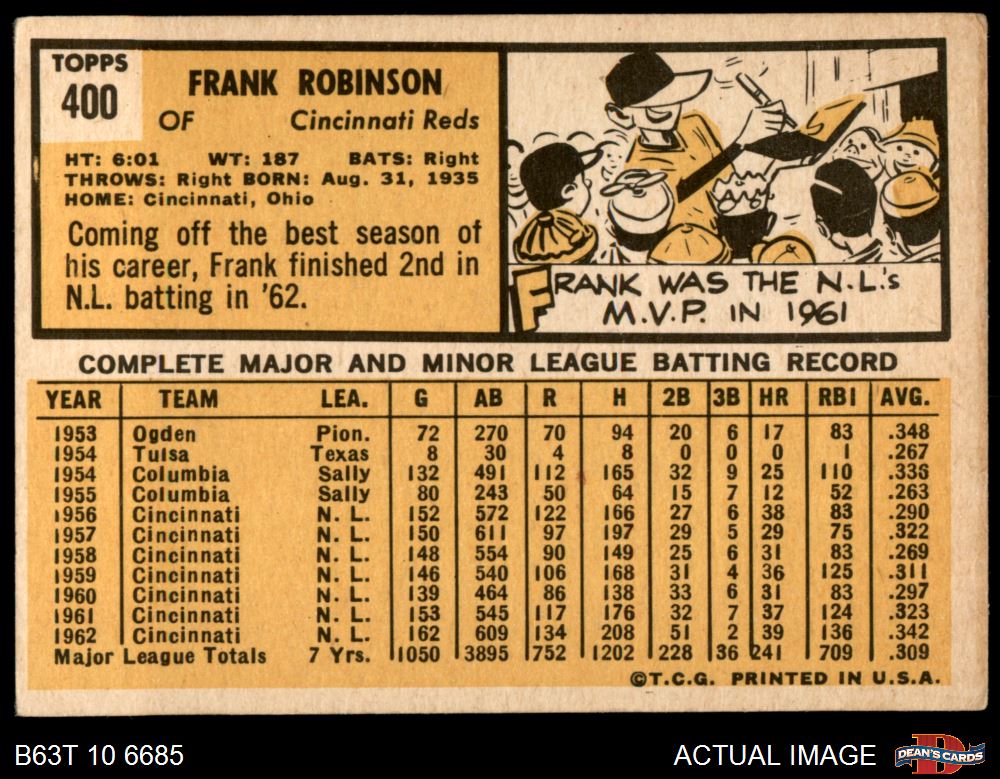 TOPPS
400
FRANK ROBINSON
OF Cincinnati Reds
HT: 6:01 WT: 187 BATS: Right
THROWS: Right BORN: Aug. 31, 1935
HOME: Cincinnati, Ohio
Coming off the best season of
his career, Frank finished 2nd in
N.L. batting in '62.
FRANK WAS THE N.L.'s
M.V.P. IN 1961
COMPLETE MAJOR AND MINOR LEAGUE BATTING RECORD
YEAR TEAM LEA. G AB R H 2B 3B HR RBI AVG.
1953 Ogden Pion. 72 270 70 94 20 6 17 83 .348
1954 Tulsa Texas 8 30 4 8 0 0 0 1 .267
1954 Columbia Sally 132 491 112 165 32 9 25 110 .336
1955 Columbia Sally 80 243 50 64 15 7 12 52 .263
1956 Cincinnati N. L. 152 572 122 166 27 6 38 83 .290
1957 Cincinnati N. L. 150 611 97 197 29 5 29 75 .322
1958 Cincinnati N. L. 148 554 90 149 25 6 31 83 .269
1959 Cincinnati N. L. 146 540 106 168 31 4 36 125 .311
1960 Cincinnati N. L. 139 464 86 138 33 6 31 83 .297
1961 Cincinnati N. L. 153 545 117 176 32 7 37 124 .323
1962 Cincinnati N. L. 162 609 134 208 51 2 39 136 .342
Major League Totals 7 Yrs. 1050 3895 752 1202 228 36 241 709 .309
©T.C.G. PRINTED IN U.S.A.
B63T 10 6685
ACTUAL IMAGE
DEAN'S CARDS